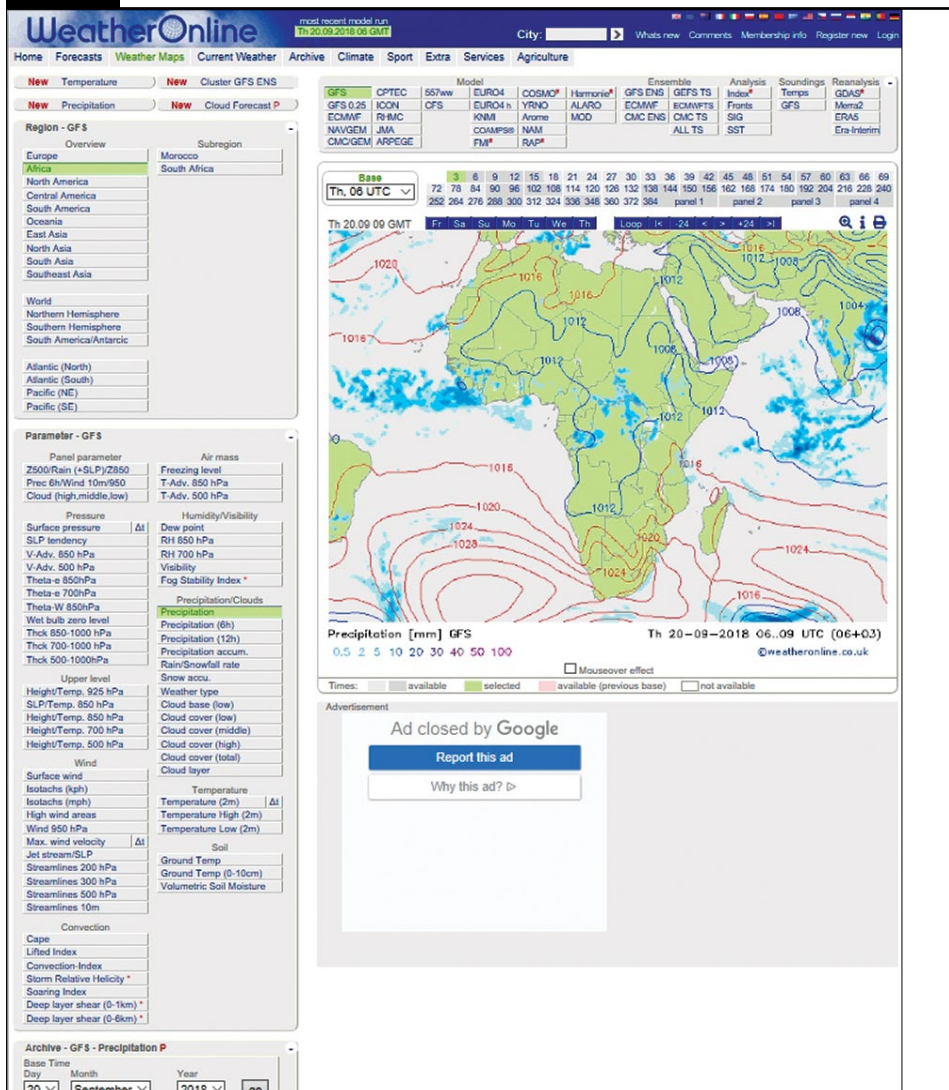 WeatherOnline
most recent model run
Th 20.09.2018 06 GMT
City:
Whats new Comments Membership info Register new Login
Home Forecasts Weather Maps Current Weather Archive Climate Sport Extra Services Agriculture
New Temperature New Cluster GFS ENS
New Precipitation New Cloud Forecast P
Region - GFS -
Overview Subregion
Europe Morocco
Africa South Africa
North America
Central America
South America
Oceania
East Asia
North Asia
South Asia
Southeast Asia
World
Northern Hemisphere
Southern Hemisphere
South America/Antarctic
Atlantic (North)
Atlantic (South)
Pacific (NE)
Pacific (SE)
Parameter - GFS -
Panel parameter
Z500/Rain (+SLP)/Z850
Prec 6h/Wind 10m/950
Cloud (high,middle,low)
Pressure
Surface pressure Δt
SLP tendency
V-Adv. 850 hPa
V-Adv. 500 hPa
Theta-e 850hPa
Theta-e 700hPa
Theta-W 850hPa
Wet bulb zero level
Thck 850-1000 hPa
Thck 700-1000 hPa
Thck 500-1000hPa
Upper level
Height/Temp. 925 hPa
SLP/Temp. 850 hPa
Height/Temp. 850 hPa
Height/Temp. 700 hPa
Height/Temp. 500 hPa
Wind
Surface wind
Isotachs (kph)
Isotachs (mph)
High wind areas
Wind 950 hPa
Max. wind velocity Δt
Jet stream/SLP
Streamlines 200 hPa
Streamlines 300 hPa
Streamlines 500 hPa
Streamlines 10m
Convection
Cape
Lifted Index
Convection-Index
Storm Relative Helicity *
Soaring Index
Deep layer shear (0-1km) *
Deep layer shear (0-6km) *
Air mass
Freezing level
T-Adv. 850 hPa
T-Adv. 500 hPa
Humidity/Visibility
Dew point
RH 850 hPa
RH 700 hPa
Visibility
Fog Stability Index *
Precipitation/Clouds
Precipitation
Precipitation (6h)
Precipitation (12h)
Precipitation accum.
Rain/Snowfall rate
Snow accu.
Weather type
Cloud base (low)
Cloud cover (low)
Cloud cover (middle)
Cloud cover (high)
Cloud cover (total)
Cloud layer
Temperature
Temperature (2m) Δt
Temperature High (2m)
Temperature Low (2m)
Soil
Ground Temp
Ground Temp (0-10cm)
Volumetric Soil Moisture
Archive - GFS - Precipitation P -
Base Time
Day Month Year
20 September 2018 go
Model Ensemble Analysis Soundings Reanalysis -
GFS CPTEC 557ww EURO4 COSMO* Harmonie* GFS ENS GEFS TS Index* Temps GDAS*
GFS 0.25 ICON CFS EURO4 h YRNO ALARO ECMWF ECMWFTS Fronts GFS Merra2
ECMWF RHMC KNMI Arome MOD CMC ENS CMC TS SIG ERA5
NAVGEM JMA COAMPS® NAM ALL TS SST Era-Interim
CMC/GEM ARPEGE FMI* RAP*
Base
Th, 06 UTC
3 6 9 12 15 18 21 24 27 30 33 36 39 42 45 48 51 54 57 60 63 66 69
72 78 84 90 96 102 108 114 120 126 132 138 144 150 156 162 168 174 180 192 204 216 228 240
252 264 276 288 300 312 324 336 348 360 372 384 panel 1 panel 2 panel 3 panel 4
Th 20.09 09 GMT Fr Sa Su Mo Tu We Th Loop |< -24 < > +24 >|
1016
1020
1016
1012
1008
1012
1016
1004
1008
1012
1016
1008
1012
1008
1012
1012
1016
1016
1020
1012
1024
1020
1028
1024
1024
1016
Precipitation [mm] GFS Th 20-09-2018 06..09 UTC (06+03)
0.5 2 5 10 20 30 40 50 100 ©weatheronline.co.uk
Mouseover effect
Times: available selected available (previous base) not available
Advertisement
Ad closed by Google
Report this ad
Why this ad?